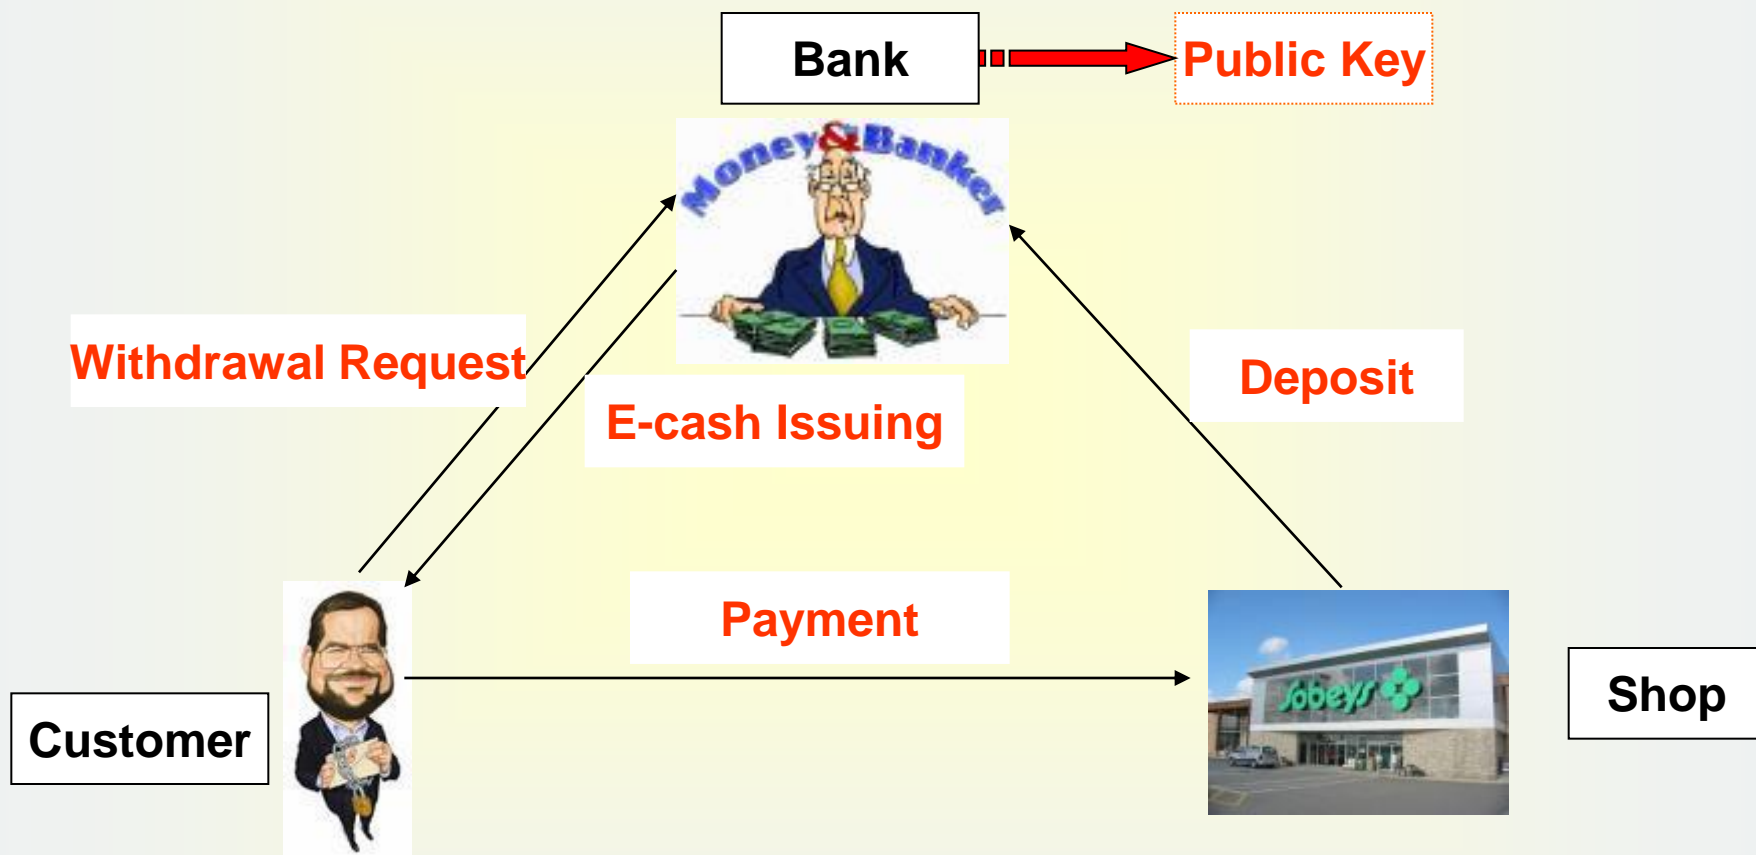 Bank
Public Key
Money&Banker
Withdrawal Request
E-cash Issuing
Deposit
Payment
Sobeys
Customer
Shop